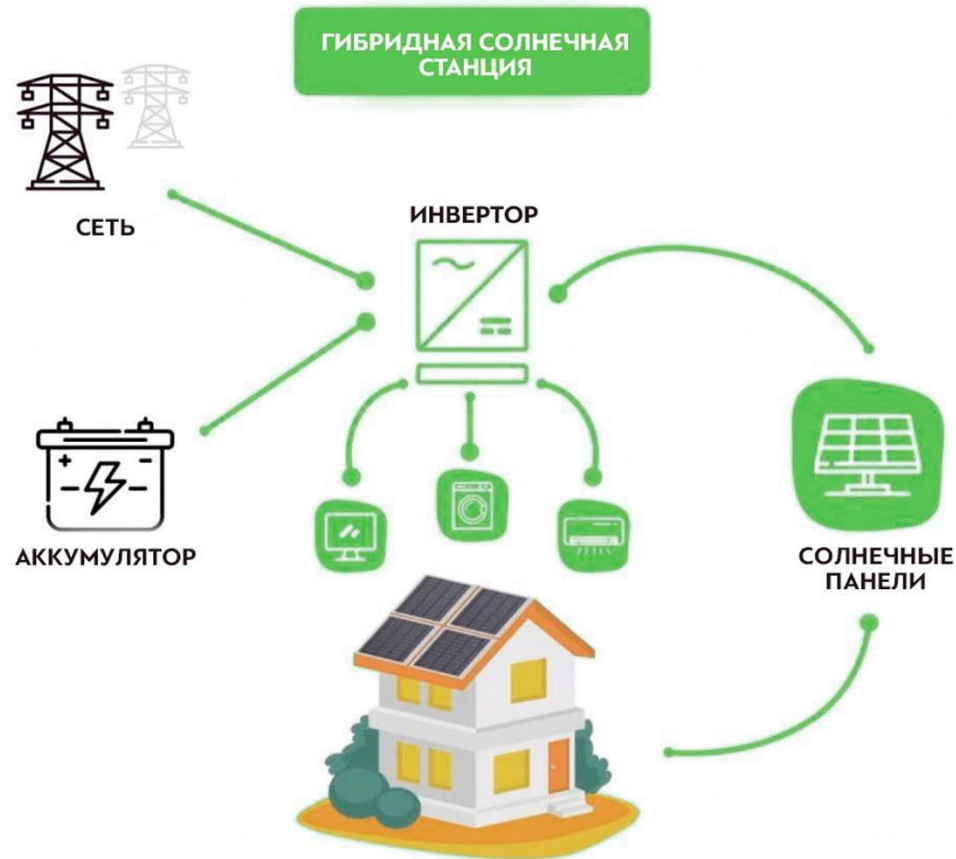 ГИБРИДНАЯ СОЛНЕЧНАЯ
СТАНЦИЯ
СЕТЬ
ИНВЕРТОР
АККУМУЛЯТОР
СОЛНЕЧНЫЕ
ПАНЕЛИ